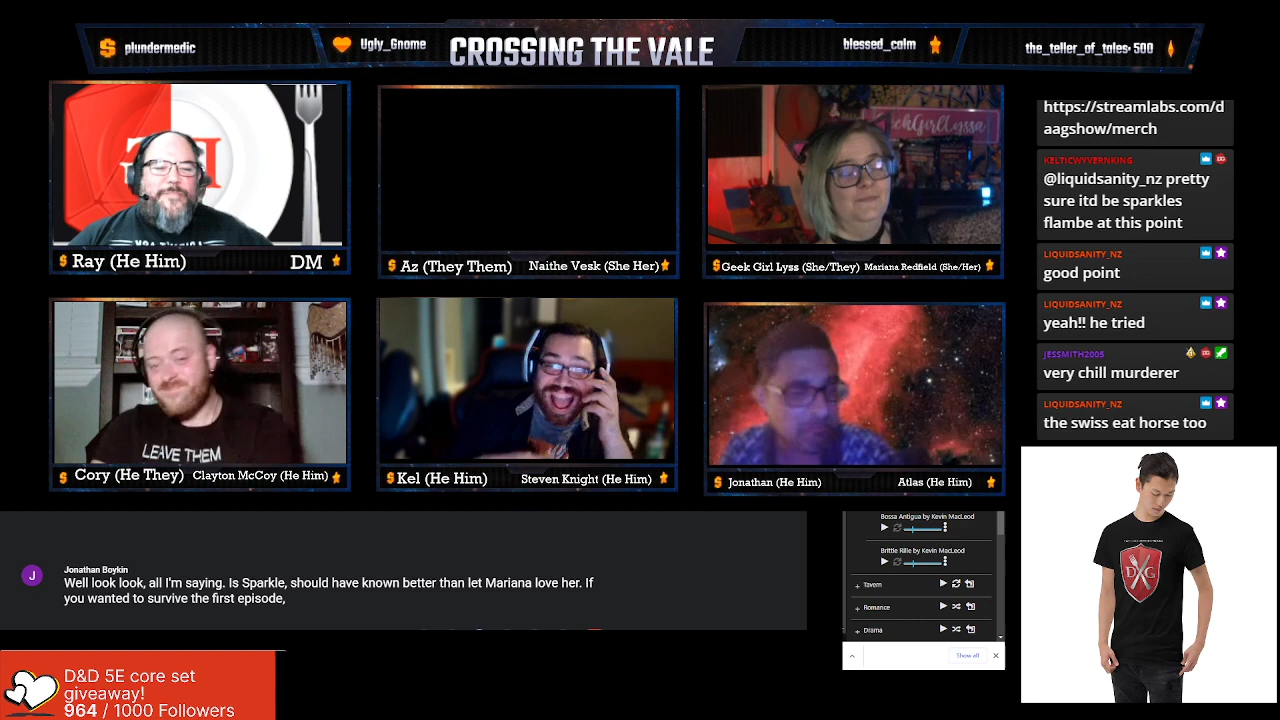 plundermedic
Ugly_Gnome
CROSSING THE VALE
blessed_calm
the_teller_of_tales• 500
Ray (He Him)
DM
Az (They Them)
Naithe Vesk (She Her)
Geek Girl Lyss (She/They)
Mariana Redfield (She/Her)
LEAVE THEM
Cory (He They)
Clayton McCoy (He Him)
Kel (He Him)
Steven Knight (He Him)
Jonathan (He Him)
Atlas (He Him)
https://streamlabs.com/d
aagshow/merch
KELTICWYVERNKING
@liquidsanity_nz pretty
sure itd be sparkles
flambe at this point
LIQUIDSANITY_NZ
good point
LIQUIDSANITY_NZ
yeah!! he tried
JESSMITH2005
very chill murderer
LIQUIDSANITY_NZ
the swiss eat horse too
J
Jonathan Boykin
Well look look, all I'm saying. Is Sparkle, should have known better than let Mariana love her. If
you wanted to survive the first episode,
Bossa Antigua by Kevin MacLeod
Brittle Rille by Kevin MacLeod
+ Tavern
+ Romance
+ Drama
Show all
D&D 5E core set
giveaway!
964 / 1000 Followers